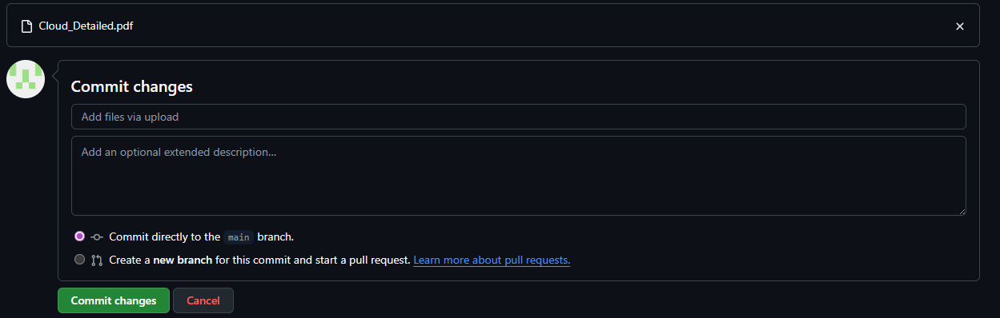 Cloud_Detailed.pdf
Commit changes
Add files via upload
Add an optional extended description...
Commit directly to the main branch.
Create a new branch for this commit and start a pull request. Learn more about pull requests.
Commit changes
Cancel